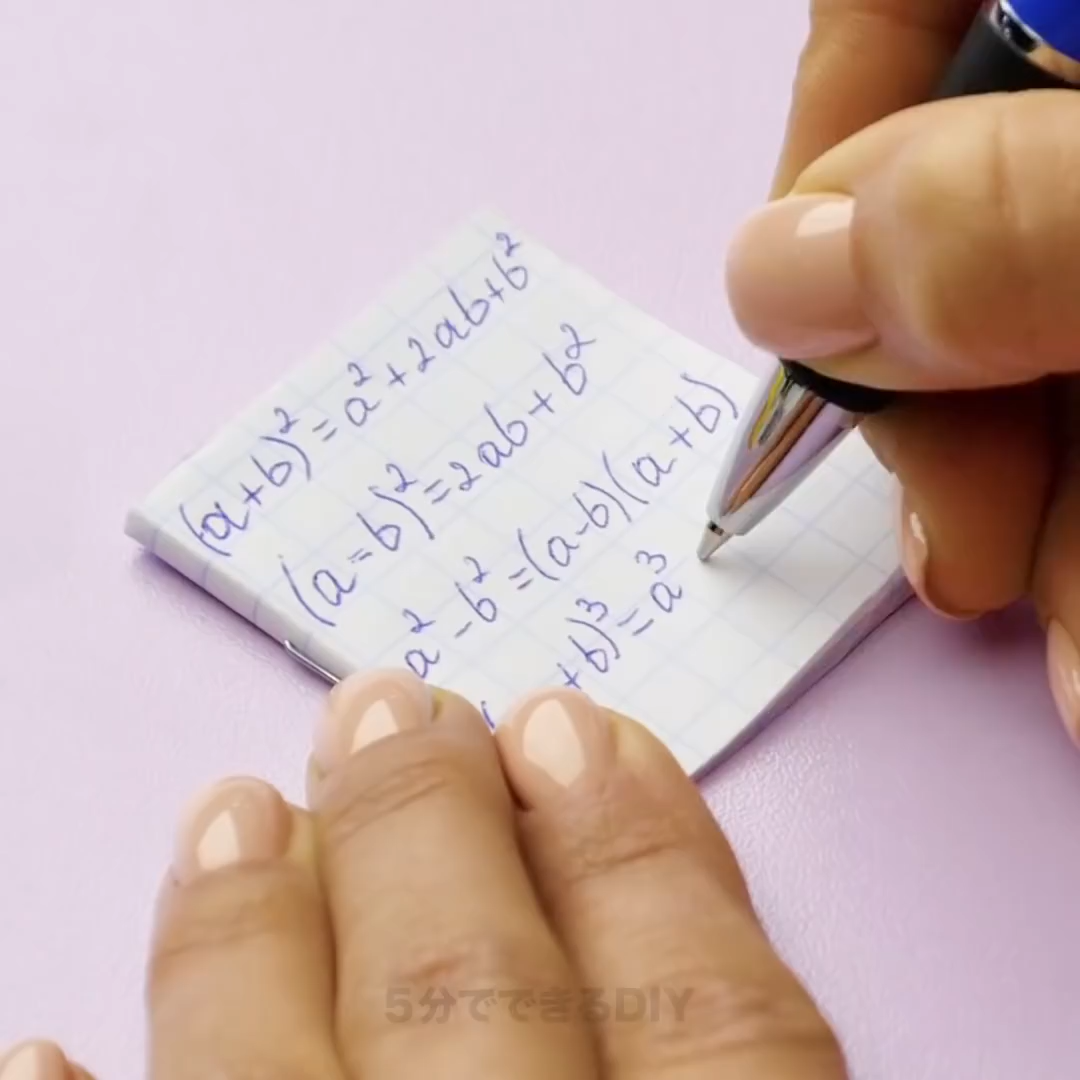 (a+b)²=a²+2ab+b²
(a-b)²=2ab+b²
a²-b²=(a-b)(a+b)
+b)³=a³
5分でできるDIY